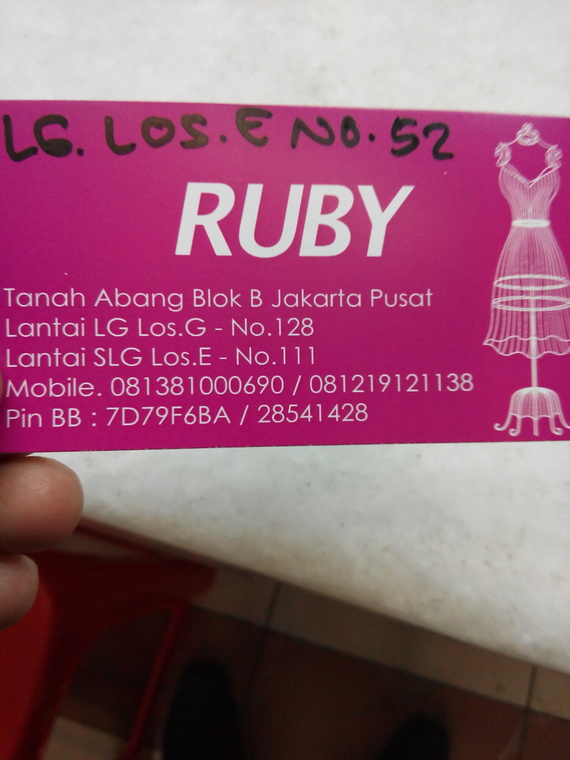 LG. LOS.E NO.52
RUBY
Tanah Abang Blok B Jakarta Pusat
Lantai LG Los.G - No.128
Lantai SLG Los.E - No.111
Mobile. 081381000690 / 081219121138
Pin BB : 7D79F6BA / 28541428